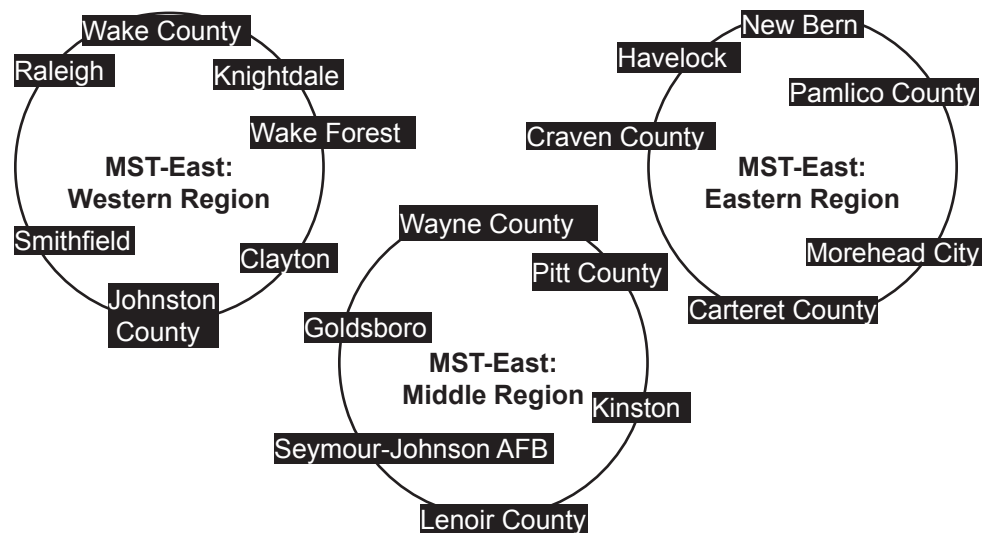 Wake County
Raleigh
Knightdale
Wake Forest
MST-East:
Western Region
Smithfield
Clayton
Johnston
County
New Bern
Havelock
Pamlico County
Craven County
MST-East:
Eastern Region
Morehead City
Carteret County
Wayne County
Pitt County
Goldsboro
MST-East:
Middle Region
Kinston
Seymour-Johnson AFB
Lenoir County